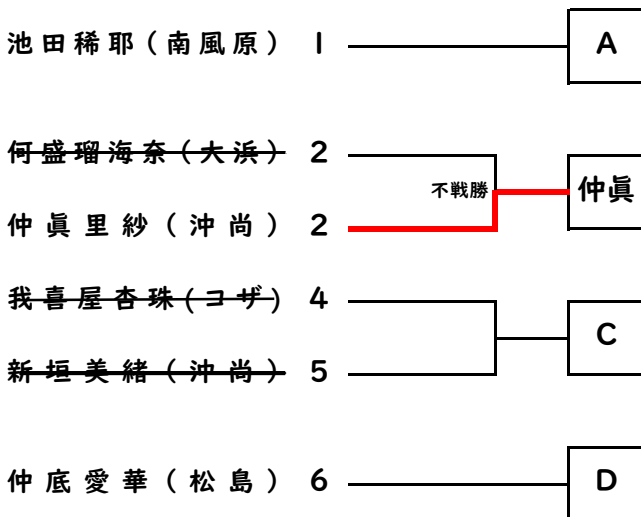 池田稀耶(南風原) 1 A
何盛瑠海奈(大浜) 2
不戦勝 仲眞
仲眞里紗(沖尚) 2
我喜屋杏珠(コザ) 4
C
新垣美緒(沖尚) 5
仲底愛華(松島) 6 D